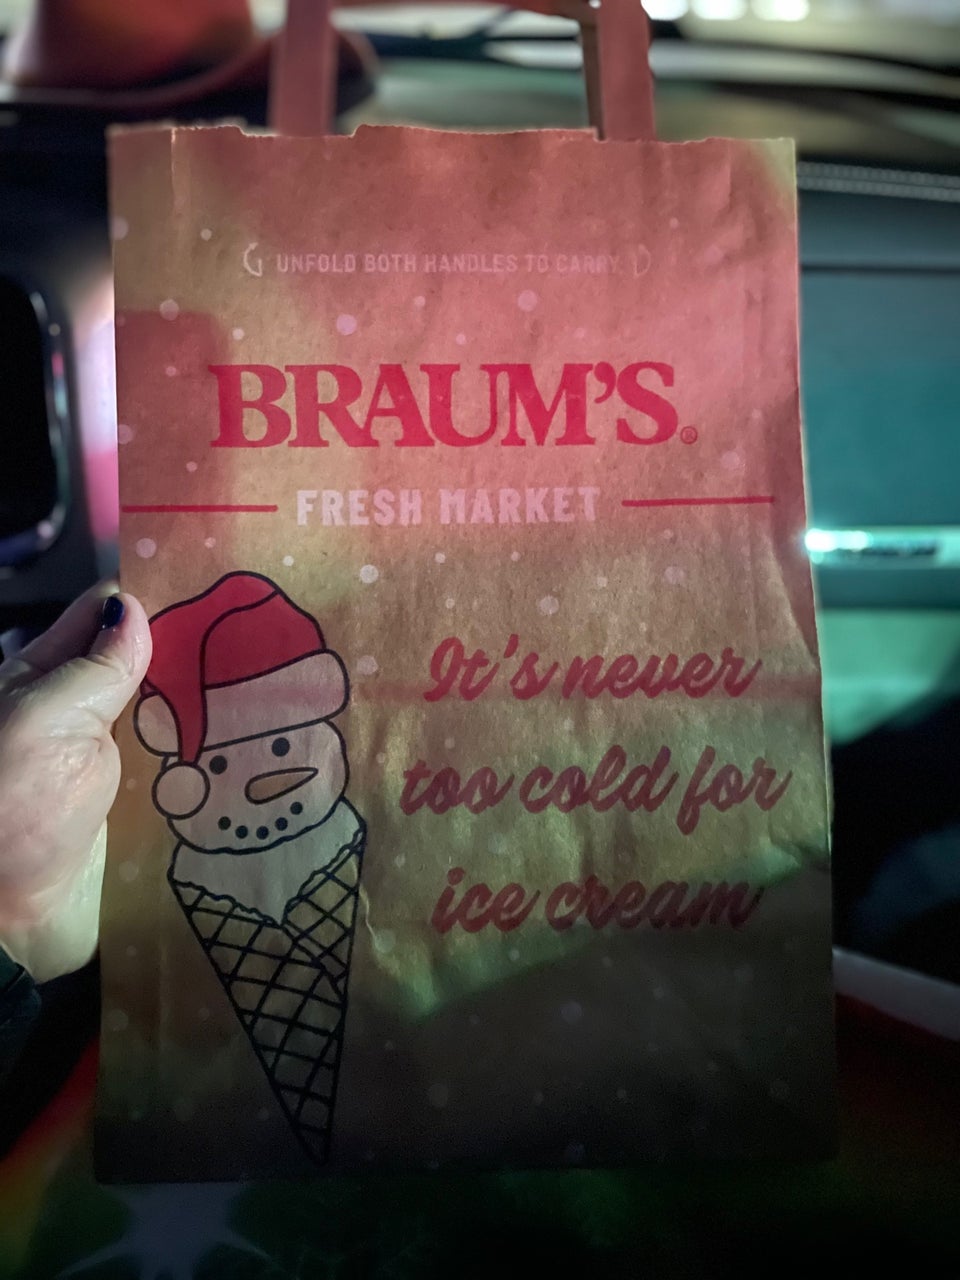 UNFOLD BOTH HANDLES TO CARRY
BRAUM'S®
FRESH MARKET
It's never
too cold for
ice cream